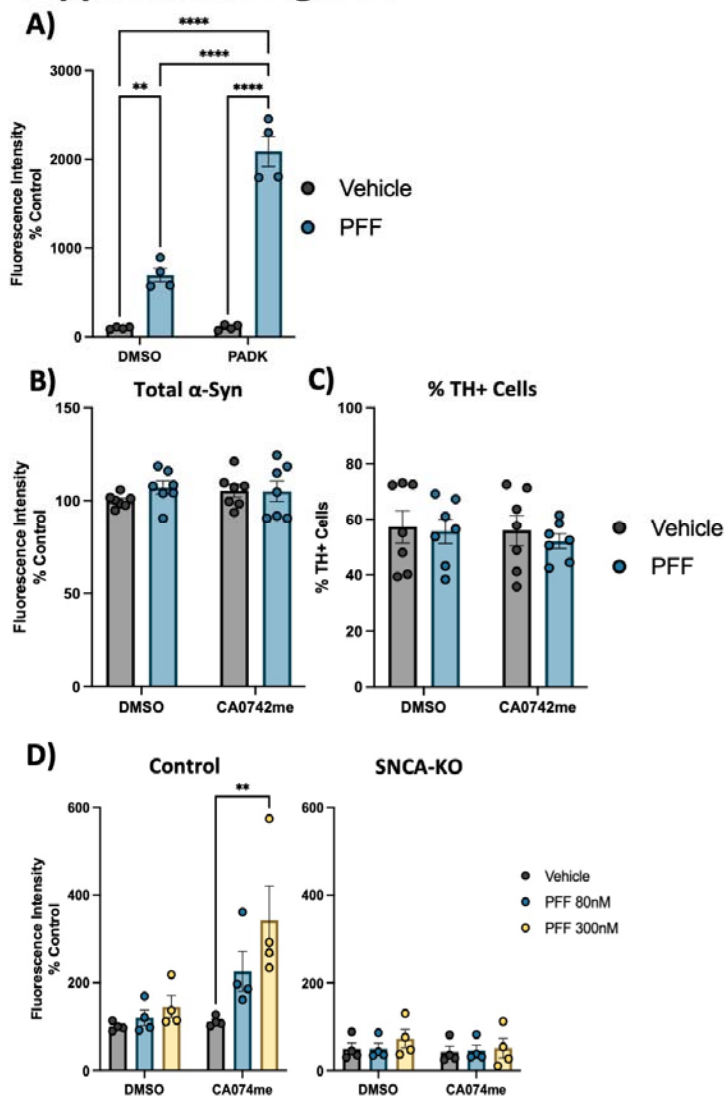 A)
****
****
**
****
3000
2000
1000
0
Fluorescence Intensity
% Control
DMSO
PADK
Vehicle
PFF
B)
Total α-Syn
150
100
50
0
Fluorescence Intensity
% Control
DMSO
CA0742me
C)
% TH+ Cells
100
80
60
40
20
0
% TH+ Cells
DMSO
CA0742me
Vehicle
PFF
D)
Control
**
600
400
200
0
Fluorescence Intensity
% Control
DMSO
CA074me
SNCA-KO
600
400
200
0
DMSO
CA074me
Vehicle
PFF 80nM
PFF 300nM